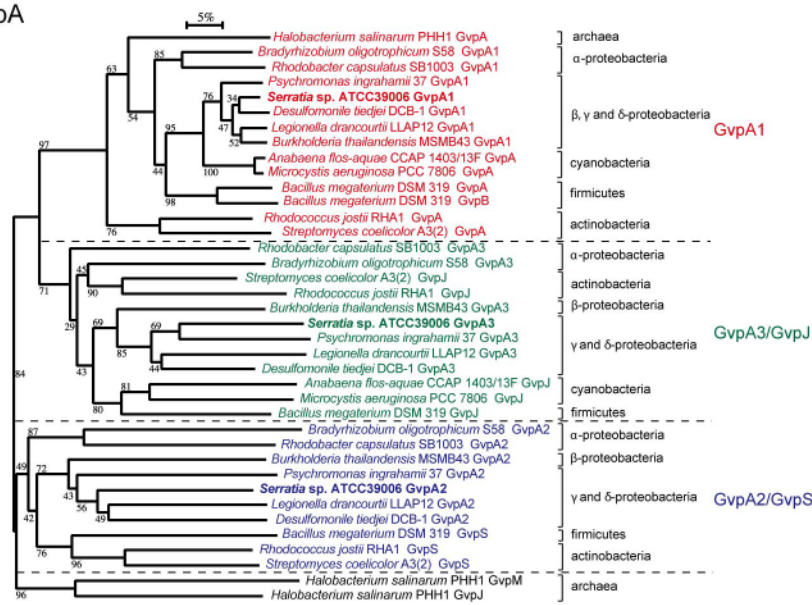 pA
5%
Halobacterium salinarum PHH1 GvpA
archaea
Bradyrhizobium oligotrophicum S58 GvpA1
α-proteobacteria
Rhodobacter capsulatus SB1003 GvpA1
Psychromonas ingrahamii 37 GvpA1
Serratia sp. ATCC39006 GvpA1
Desulfomonile tiedjei DCB-1 GvpA1
β, γ and δ-proteobacteria
Legionella drancourtii LLAP12 GvpA1
GvpA1
Burkholderia thailandensis MSMB43 GvpA1
Anabaena flos-aquae CCAP 1403/13F GvpA
cyanobacteria
Microcystis aeruginosa PCC 7806 GvpA
Bacillus megaterium DSM 319 GvpA
firmicutes
Bacillus megaterium DSM 319 GvpB
Rhodococcus jostii RHA1 GvpA
actinobacteria
Streptomyces coelicolor A3(2) GvpA
Rhodobacter capsulatus SB1003 GvpA3
α-proteobacteria
Bradyrhizobium oligotrophicum S58 GvpA3
Streptomyces coelicolor A3(2) GvpJ
actinobacteria
Rhodococcus jostii RHA1 GvpJ
Burkholderia thailandensis MSMB43 GvpA3
β-proteobacteria
Serratia sp. ATCC39006 GvpA3
Psychromonas ingrahamii 37 GvpA3
GvpA3/GvpJ
γ and δ-proteobacteria
Legionella drancourtii LLAP12 GvpA3
Desulfomonile tiedjei DCB-1 GvpA3
Anabaena flos-aquae CCAP 1403/13F GvpJ
cyanobacteria
Microcystis aeruginosa PCC 7806 GvpJ
Bacillus megaterium DSM 319 GvpJ
firmicutes
Bradyrhizobium oligotrophicum S58 GvpA2
α-proteobacteria
Rhodobacter capsulatus SB1003 GvpA2
Burkholderia thailandensis MSMB43 GvpA2
β-proteobacteria
Psychromonas ingrahamii 37 GvpA2
Serratia sp. ATCC39006 GvpA2
γ and δ-proteobacteria
GvpA2/GvpS
Legionella drancourtii LLAP12 GvpA2
Desulfomonile tiedjei DCB-1 GvpA2
Bacillus megaterium DSM 319 GvpS
firmicutes
Rhodococcus jostii RHA1 GvpS
actinobacteria
Streptomyces coelicolor A3(2) GvpS
Halobacterium salinarum PHH1 GvpM
archaea
Halobacterium salinarum PHH1 GvpJ
63
85
54
76
34
47
52
95
44
100
98
97
76
71
45
90
29
69
69
85
44
43
81
80
84
87
49
72
43
56
49
42
76
96
96